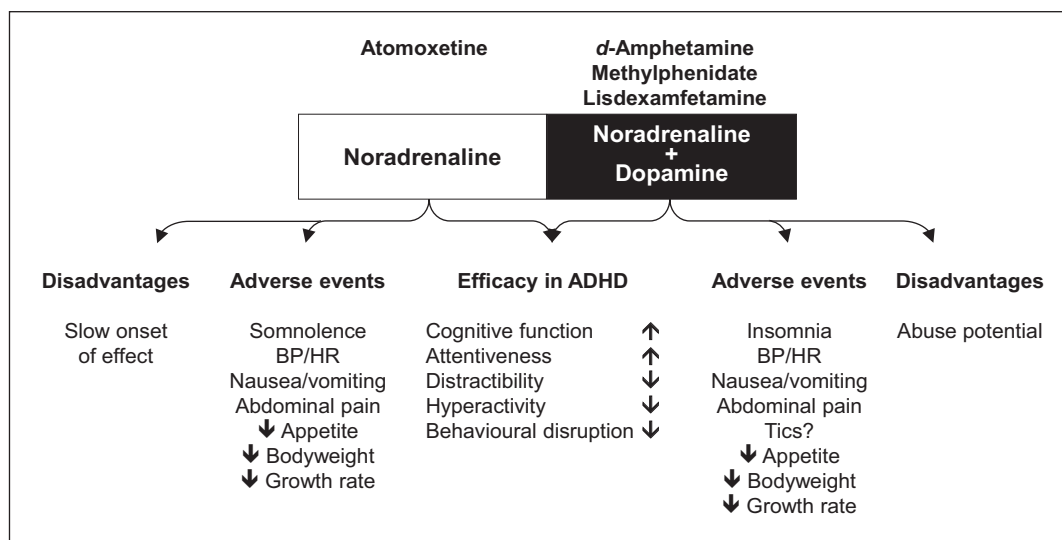 Atomoxetine
d-Amphetamine
Methylphenidate
Lisdexamfetamine
Noradrenaline
Noradrenaline
+
Dopamine
Disadvantages
Slow onset
of effect
Adverse events
Somnolence
BP/HR
Nausea/vomiting
Abdominal pain
↓ Appetite
↓ Bodyweight
↓ Growth rate
Efficacy in ADHD
Cognitive function ↑
Attentiveness ↑
Distractibility ↓
Hyperactivity ↓
Behavioural disruption ↓
Adverse events
Insomnia
BP/HR
Nausea/vomiting
Abdominal pain
Tics?
↓ Appetite
↓ Bodyweight
↓ Growth rate
Disadvantages
Abuse potential